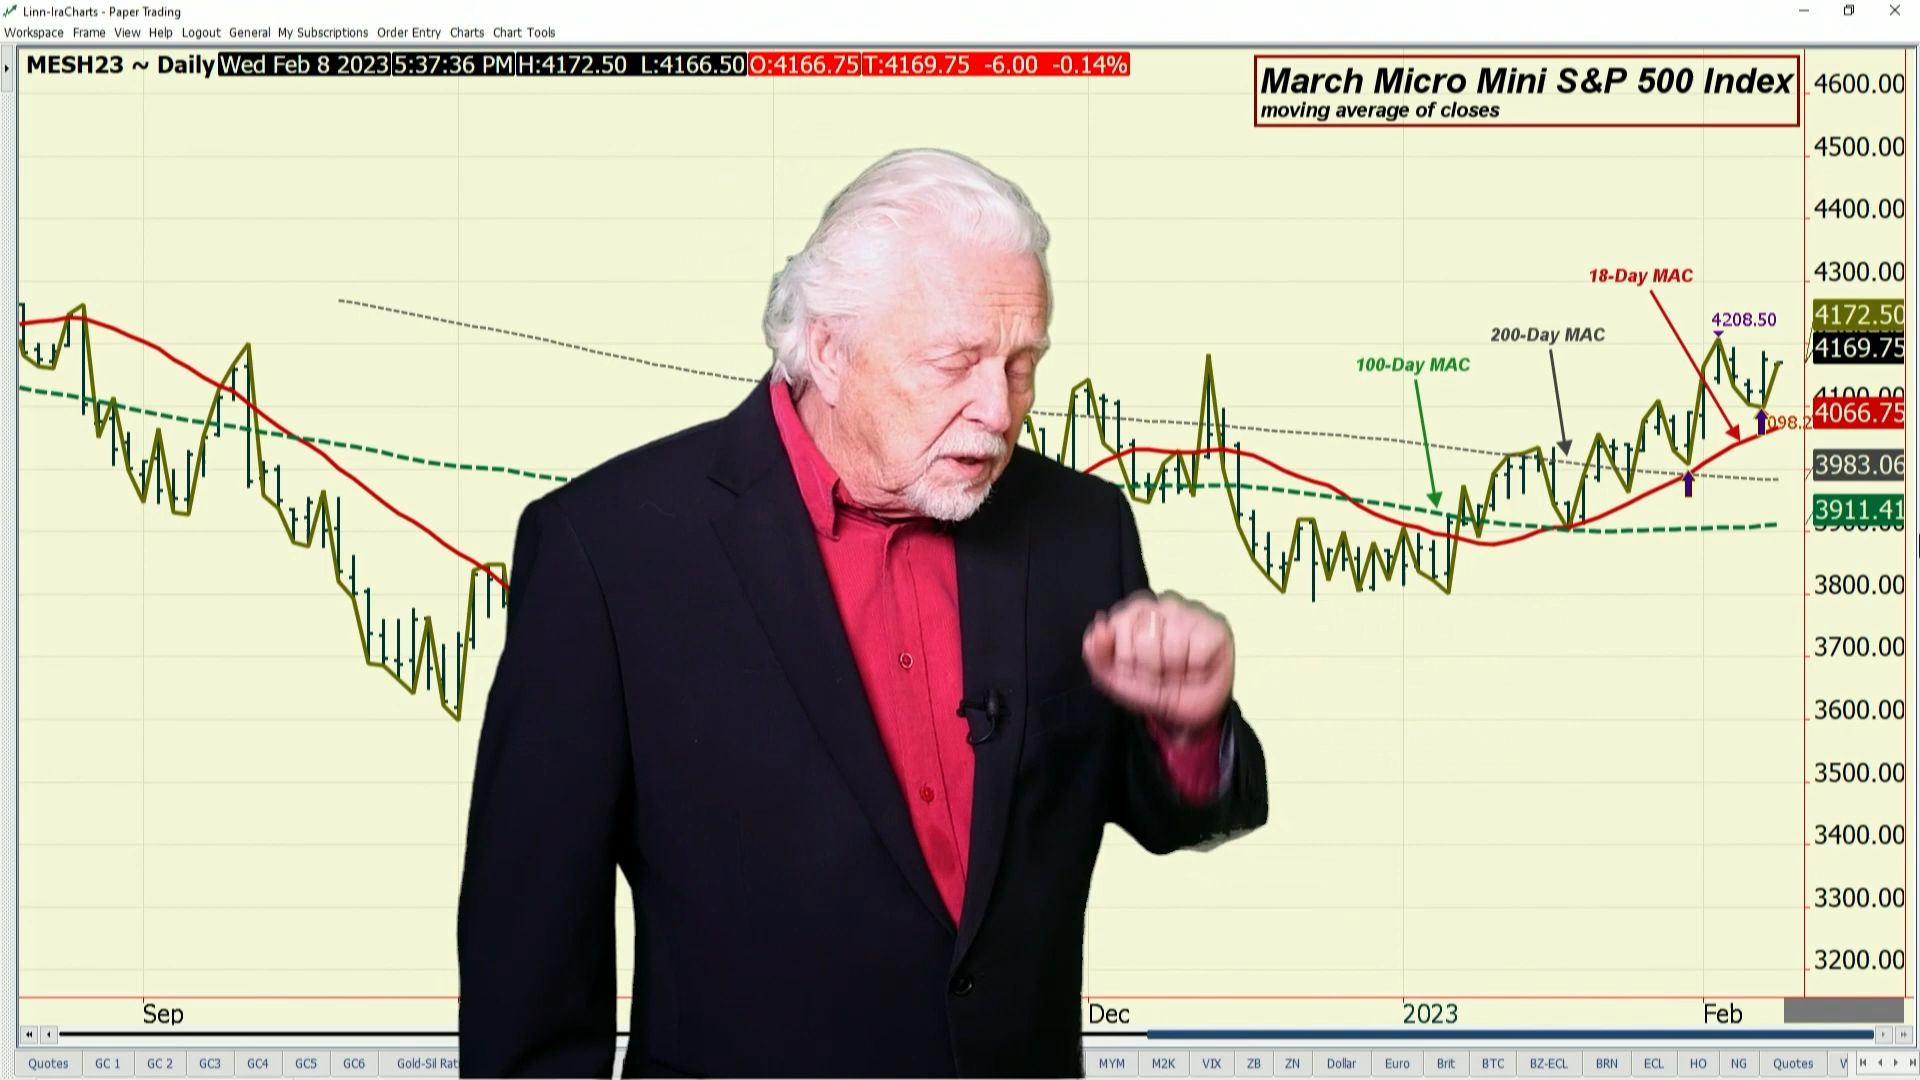 Linn-IraCharts - Paper Trading
Workspace Frame View Help Logout General My Subscriptions Order Entry Charts Chart Tools
MESH23 ~ Daily Wed Feb 8 2023 5:37:36 PM H:4172.50 L:4166.50 O:4166.75 T:4169.75 -6.00 -0.14%
March Micro Mini S&P 500 Index
moving average of closes
4600.00
4500.00
4400.00
4300.00
18-Day MAC
4172.50
4208.50
200-Day MAC
4169.75
100-Day MAC
4100.00
4066.75
098.2
3983.06
3911.41
3900.00
3800.00
3700.00
3600.00
3500.00
3400.00
3300.00
3200.00
Sep Dec 2023 Feb
Quotes GC 1 GC 2 GC3 GC4 GC5 GC6 Gold-Sil Rat MYM M2K VIX ZB ZN Dollar Euro Brit BTC BZ-ECL BRN ECL HO NG Quotes V